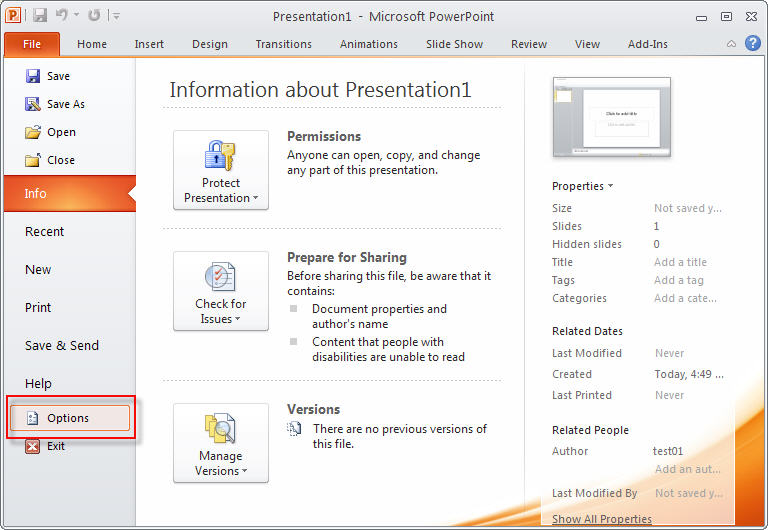 Presentation1 - Microsoft PowerPoint
File Home Insert Design Transitions Animations Slide Show Review View Add-Ins
Save
Save As
Open
Close
Info
Recent
New
Print
Save & Send
Help
Options
Exit
Information about Presentation1
Protect
Presentation
Permissions
Anyone can open, copy, and change
any part of this presentation.
Check for
Issues
Prepare for Sharing
Before sharing this file, be aware that it
contains:
Document properties and
author's name
Content that people with
disabilities are unable to read
Manage
Versions
Versions
There are no previous versions of
this file.
Click to add title
Properties
Size Not saved y...
Slides 1
Hidden slides 0
Title Add a title
Tags Add a tag
Categories Add a cate...
Related Dates
Last Modified Never
Created Today, 4:49 ...
Last Printed Never
Related People
Author test01
Add an aut...
Last Modified By Not saved y...
Show All Properties